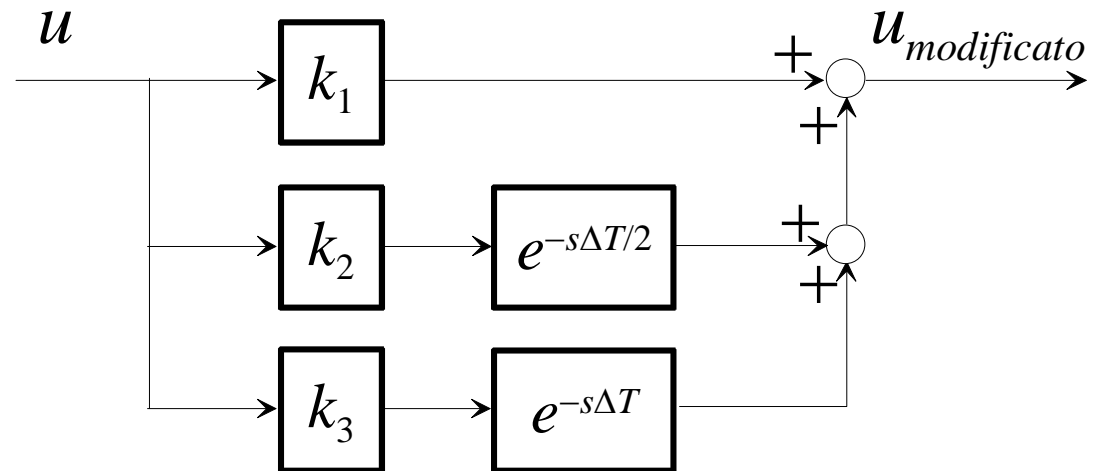 u
u_modificato
k_1
+
+
k_2
e^{-sΔT/2}
+
+
k_3
e^{-sΔT}